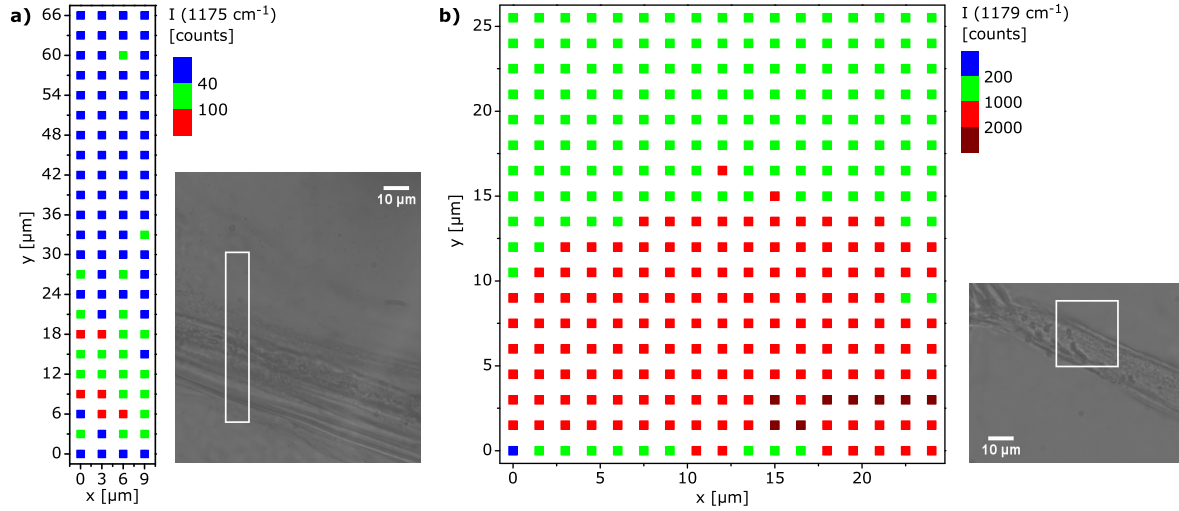 a)
I (1175 cm⁻¹)
[counts]
40
100
66
60
54
48
42
36
30
24
18
12
6
0
y [µm]
0 3 6 9
x [µm]
10 µm
b)
I (1179 cm⁻¹)
[counts]
200
1000
2000
25
20
15
10
5
0
y [µm]
0 5 10 15 20
x [µm]
10 µm